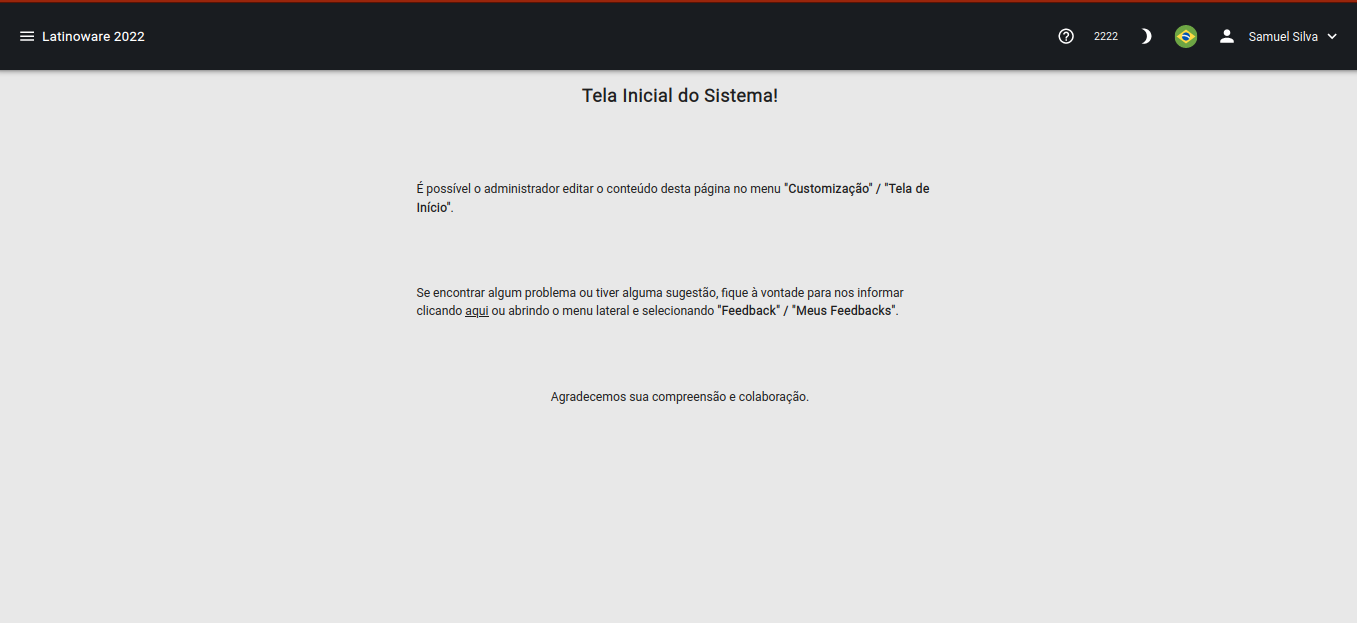 Latinoware 2022
2222
Samuel Silva
Tela Inicial do Sistema!
É possível o administrador editar o conteúdo desta página no menu "Customização" / "Tela de
Início".
Se encontrar algum problema ou tiver alguma sugestão, fique à vontade para nos informar
clicando aqui ou abrindo o menu lateral e selecionando "Feedback" / "Meus Feedbacks".
Agradecemos sua compreensão e colaboração.